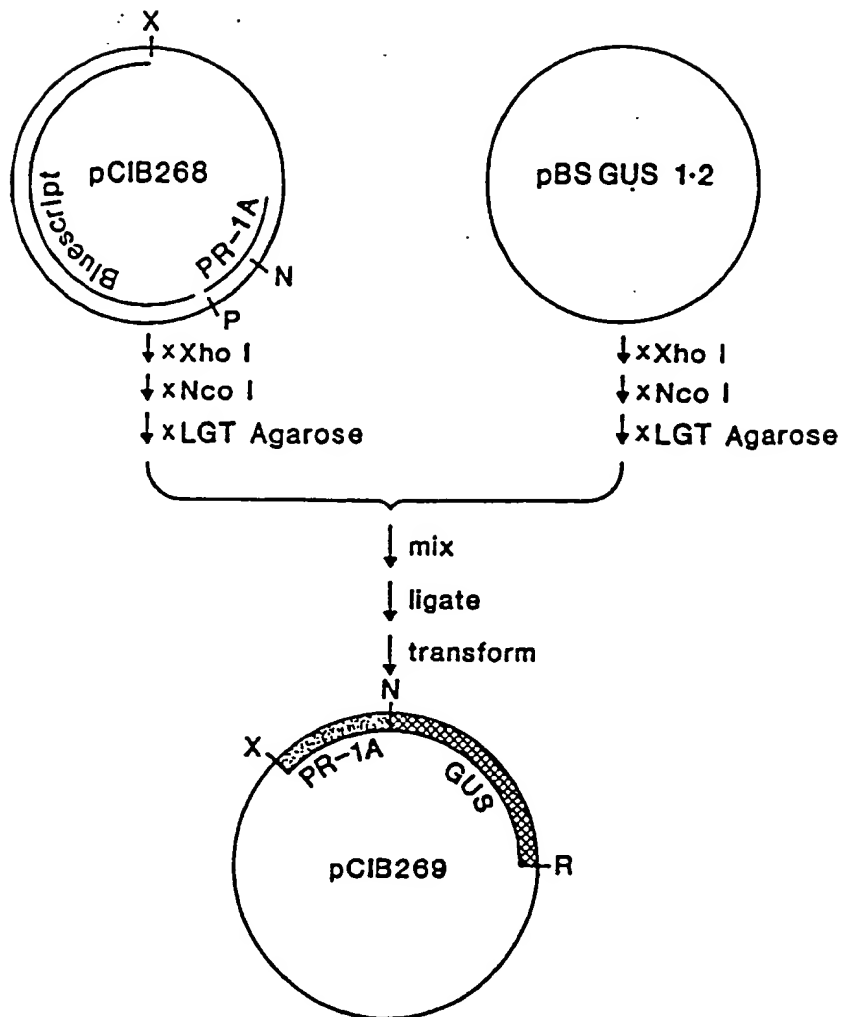 X
pCIB268
Bluescript
PR-1A
N
P
pBS GUS 1·2
xXho I
xNco I
xLGT Agarose
xXho I
xNco I
xLGT Agarose
mix
ligate
transform
N
X
PR-1A
GUS
R
pCIB269